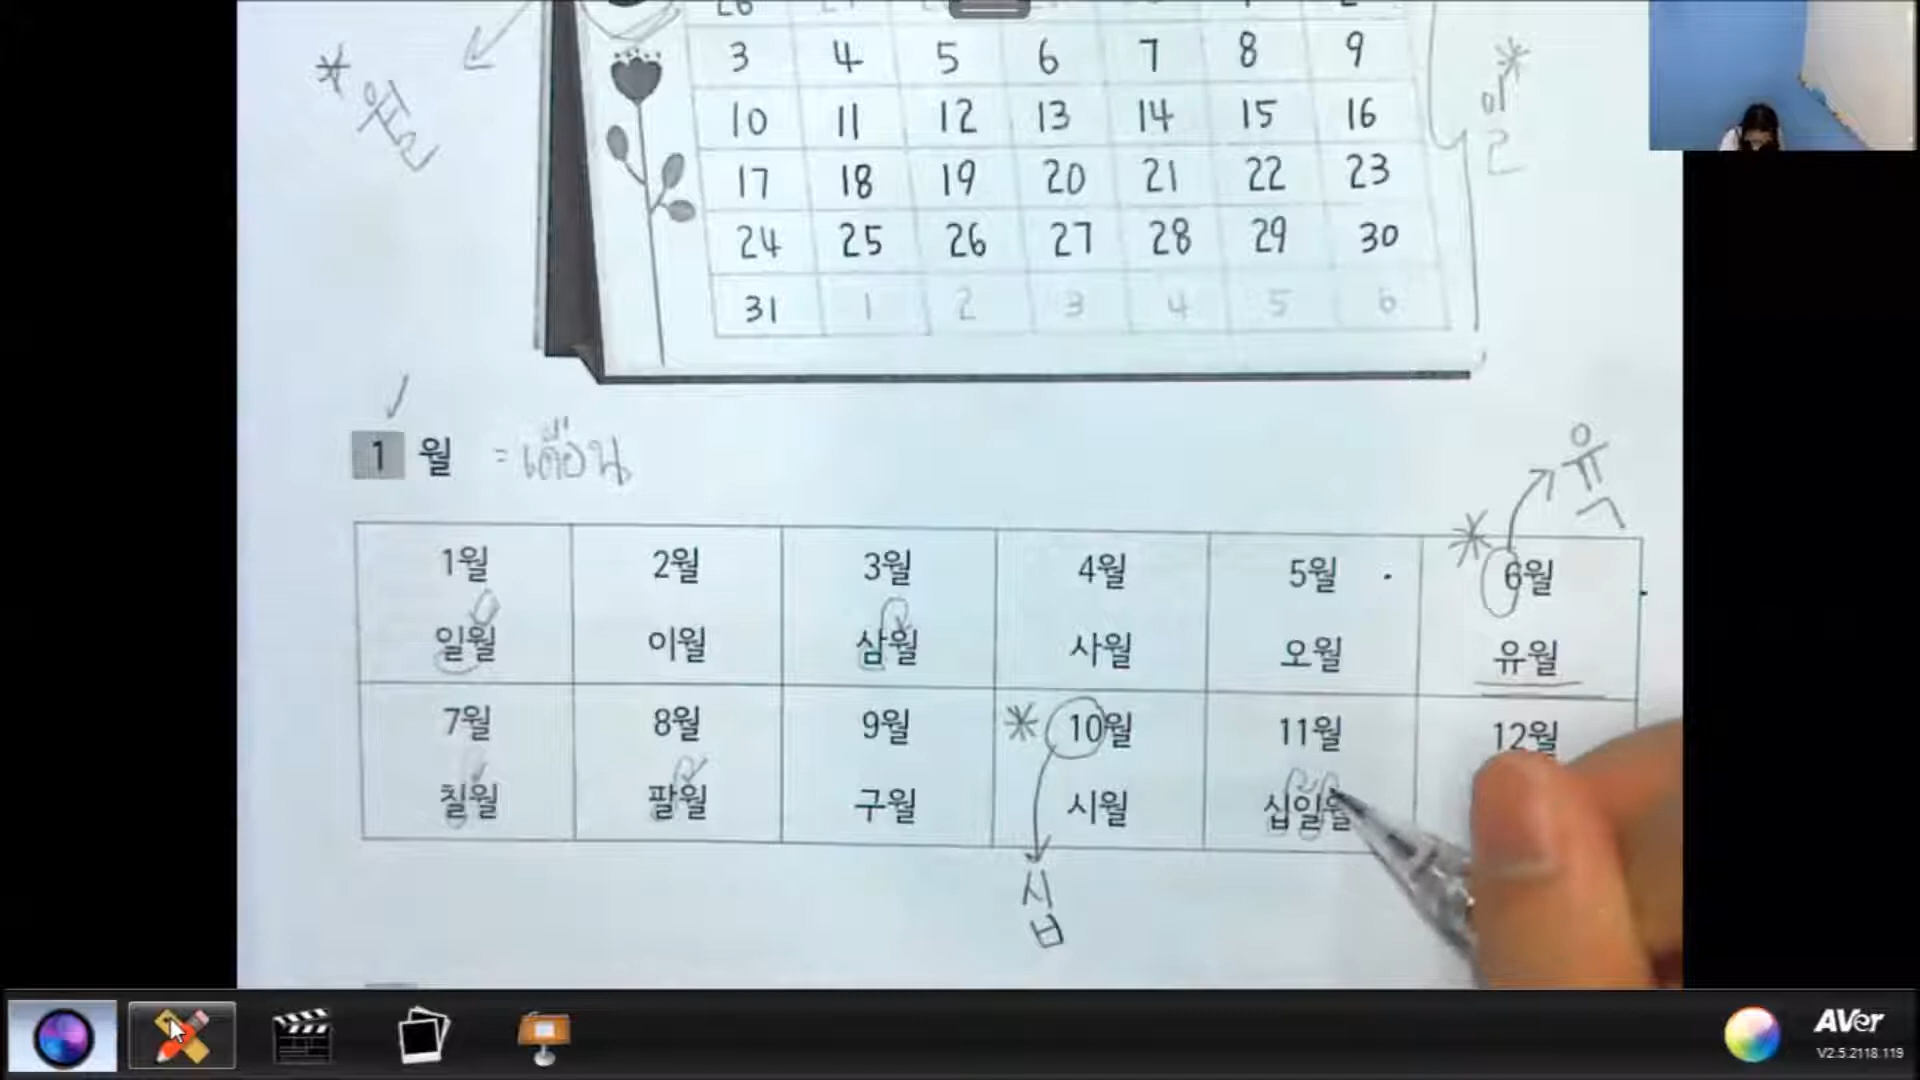 3 4 5 6 7 8 9
10 11 12 13 14 15 16
17 18 19 20 21 22 23
24 25 26 27 28 29 30
31 1 2 3 4 5 6
이
ㄹ
1 월 = เดือน
육
1월 2월 3월 4월 5월 6월
일월 이월 삼월 사월 오월 유월
7월 8월 9월 10월 11월 12월
칠월 팔월 구월 시월 십일월
십
AVer
V2.5.2118.119